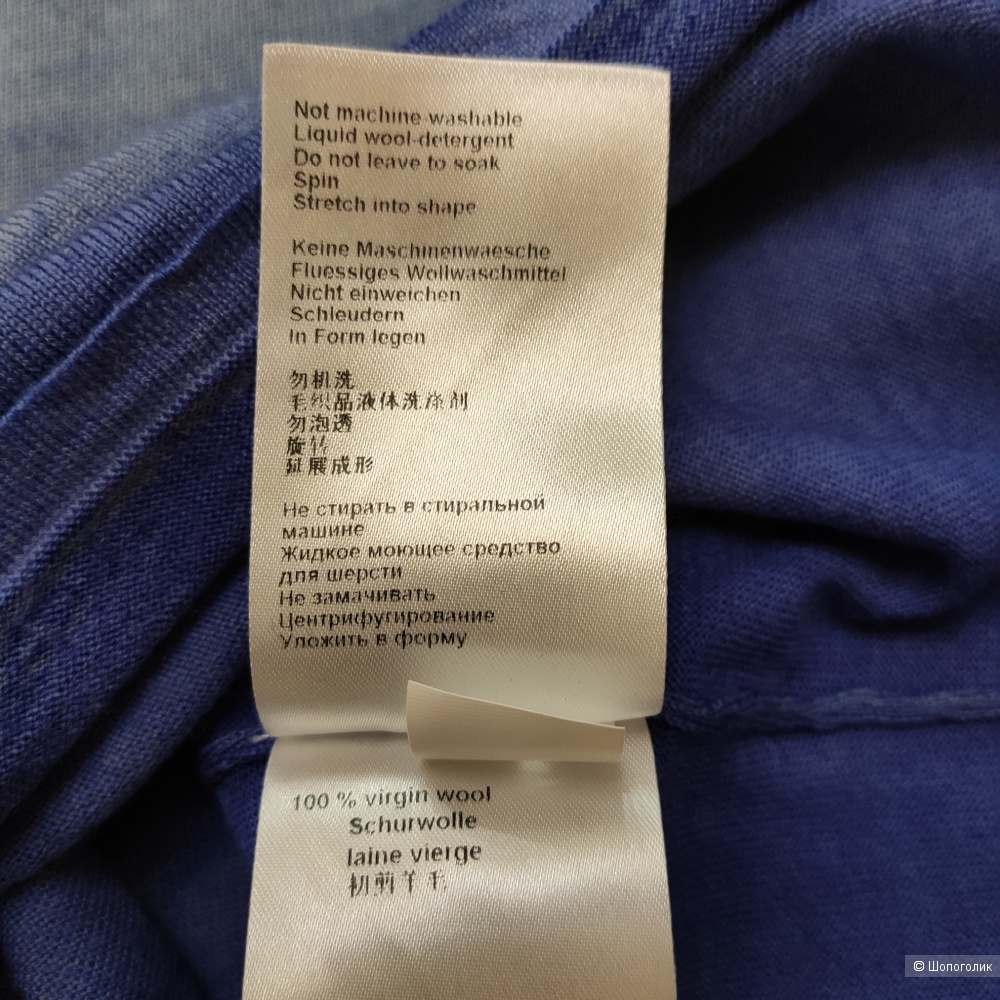 Not machine-washable
Liquid wool-detergent
Do not leave to soak
Spin
Stretch into shape
Keine Maschinenwaesche
Fluessiges Wollwaschmittel
Nicht einweichen
Schleudern
In Form legen
勿机洗
毛织品液体洗涤剂
勿泡透
旋转
延展成形
Не стирать в стиральной
машине
Жидкое моющее средство
для шерсти
Не замачивать
Центрифугирование
Уложить в форму
100 % virgin wool
Schurwolle
laine vierge
初剪羊毛
© Шопоголик